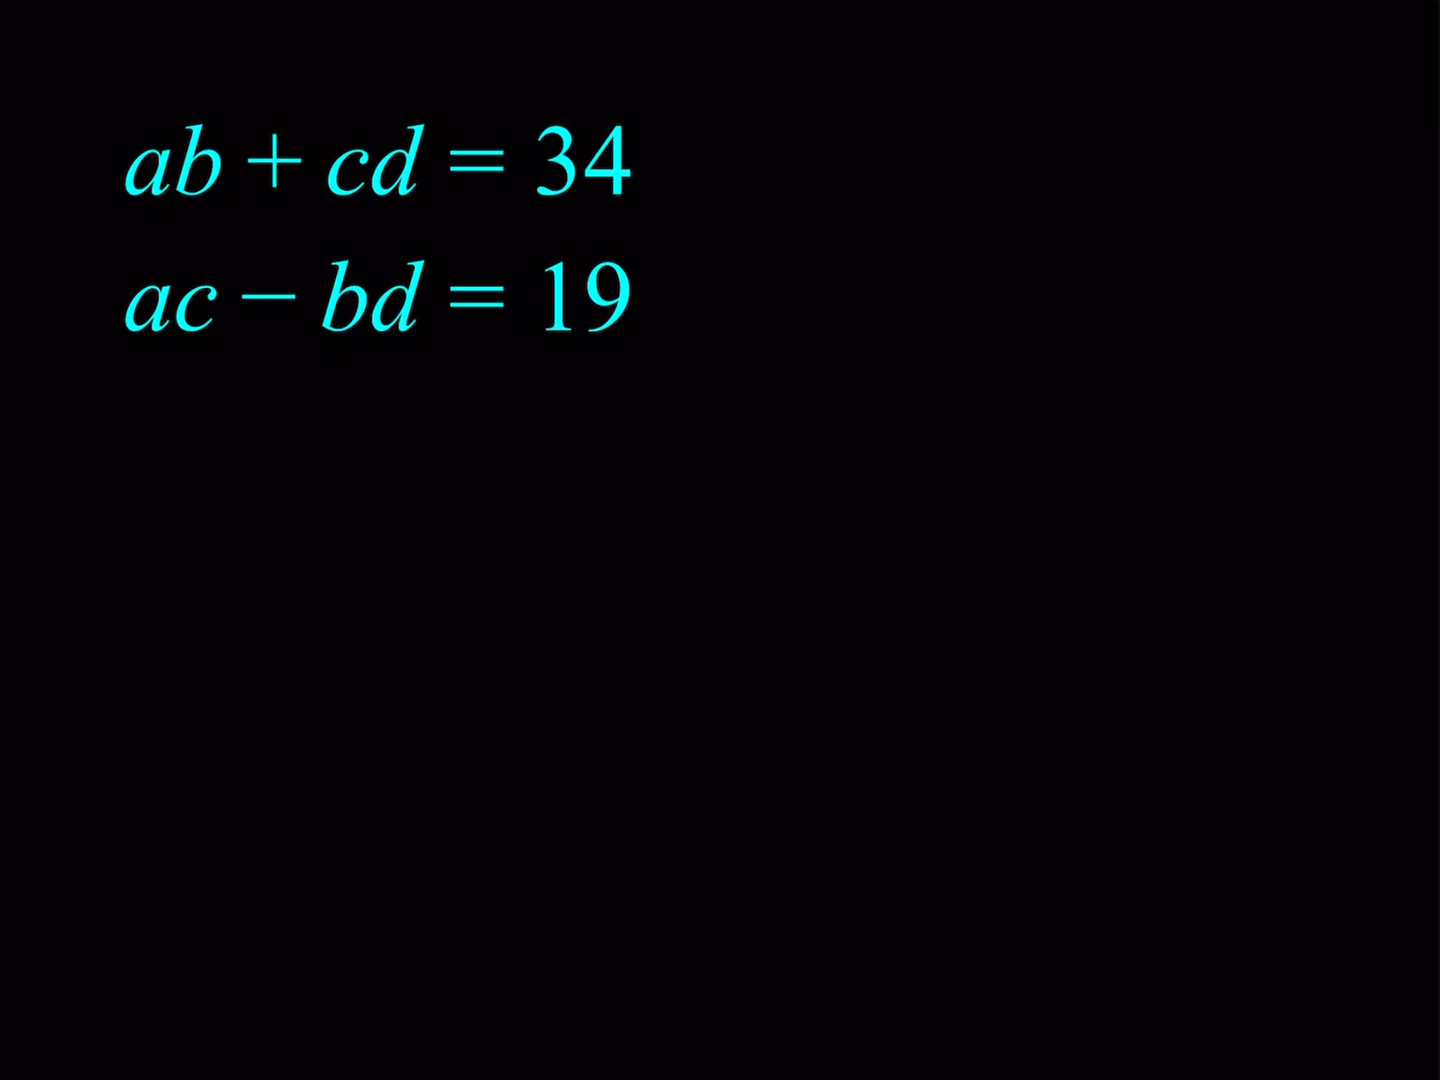 ab + cd = 34
ac − bd = 19